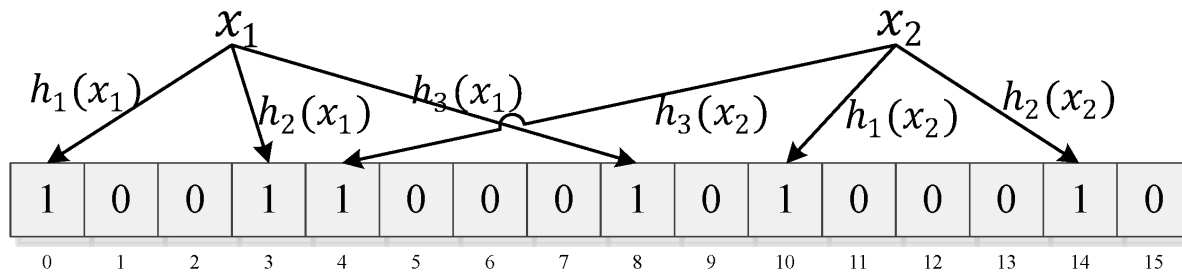 x₁ x₂
h₁(x₁) h₂(x₁) h₃(x₁) h₃(x₂) h₁(x₂) h₂(x₂)
1 0 0 1 1 0 0 0 1 0 1 0 0 0 1 0
0 1 2 3 4 5 6 7 8 9 10 11 12 13 14 15